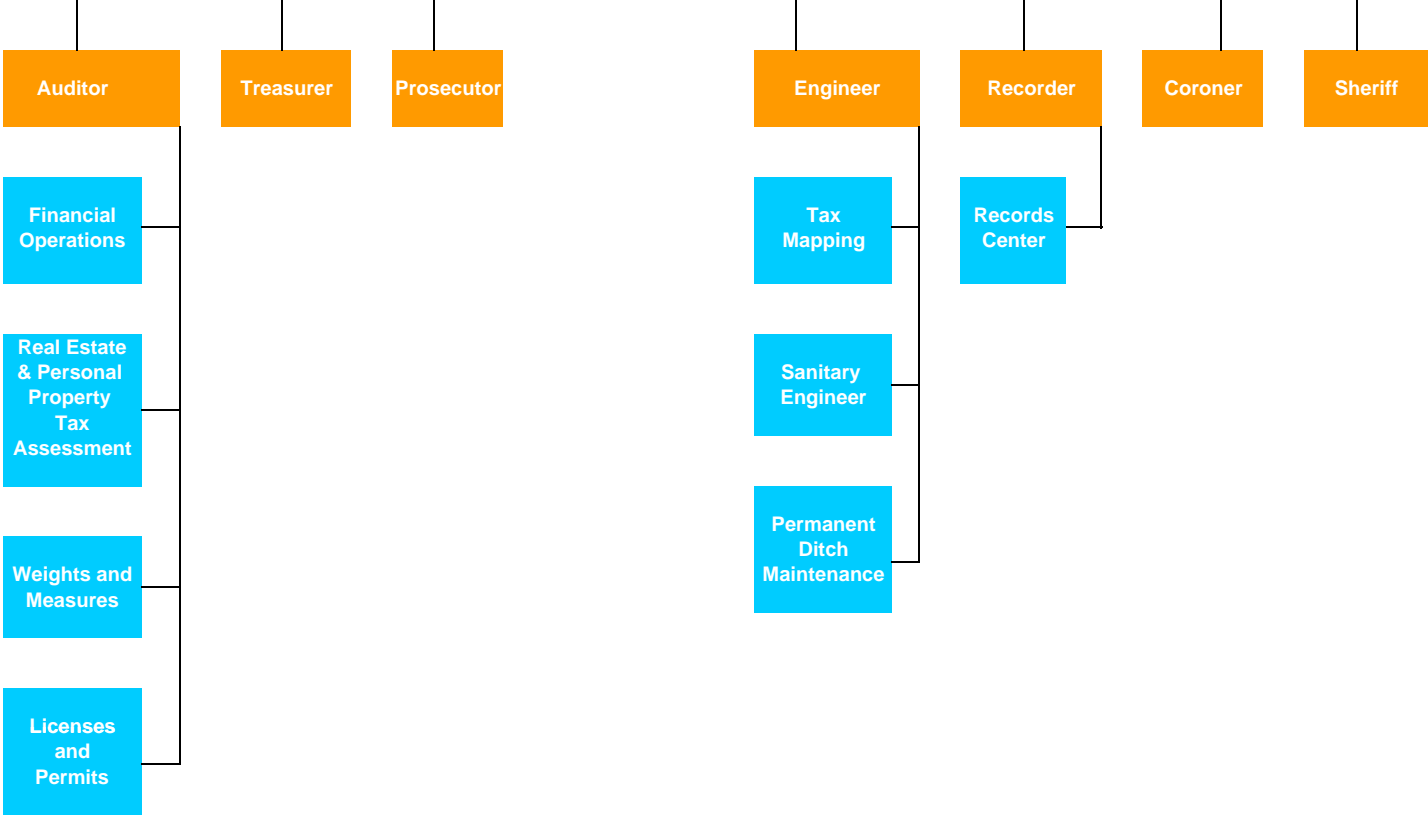 Auditor
Treasurer
Prosecutor
Engineer
Recorder
Coroner
Sheriff
Financial
Operations
Real Estate
& Personal
Property
Tax
Assessment
Weights and
Measures
Licenses
and
Permits
Tax
Mapping
Sanitary
Engineer
Permanent
Ditch
Maintenance
Records
Center